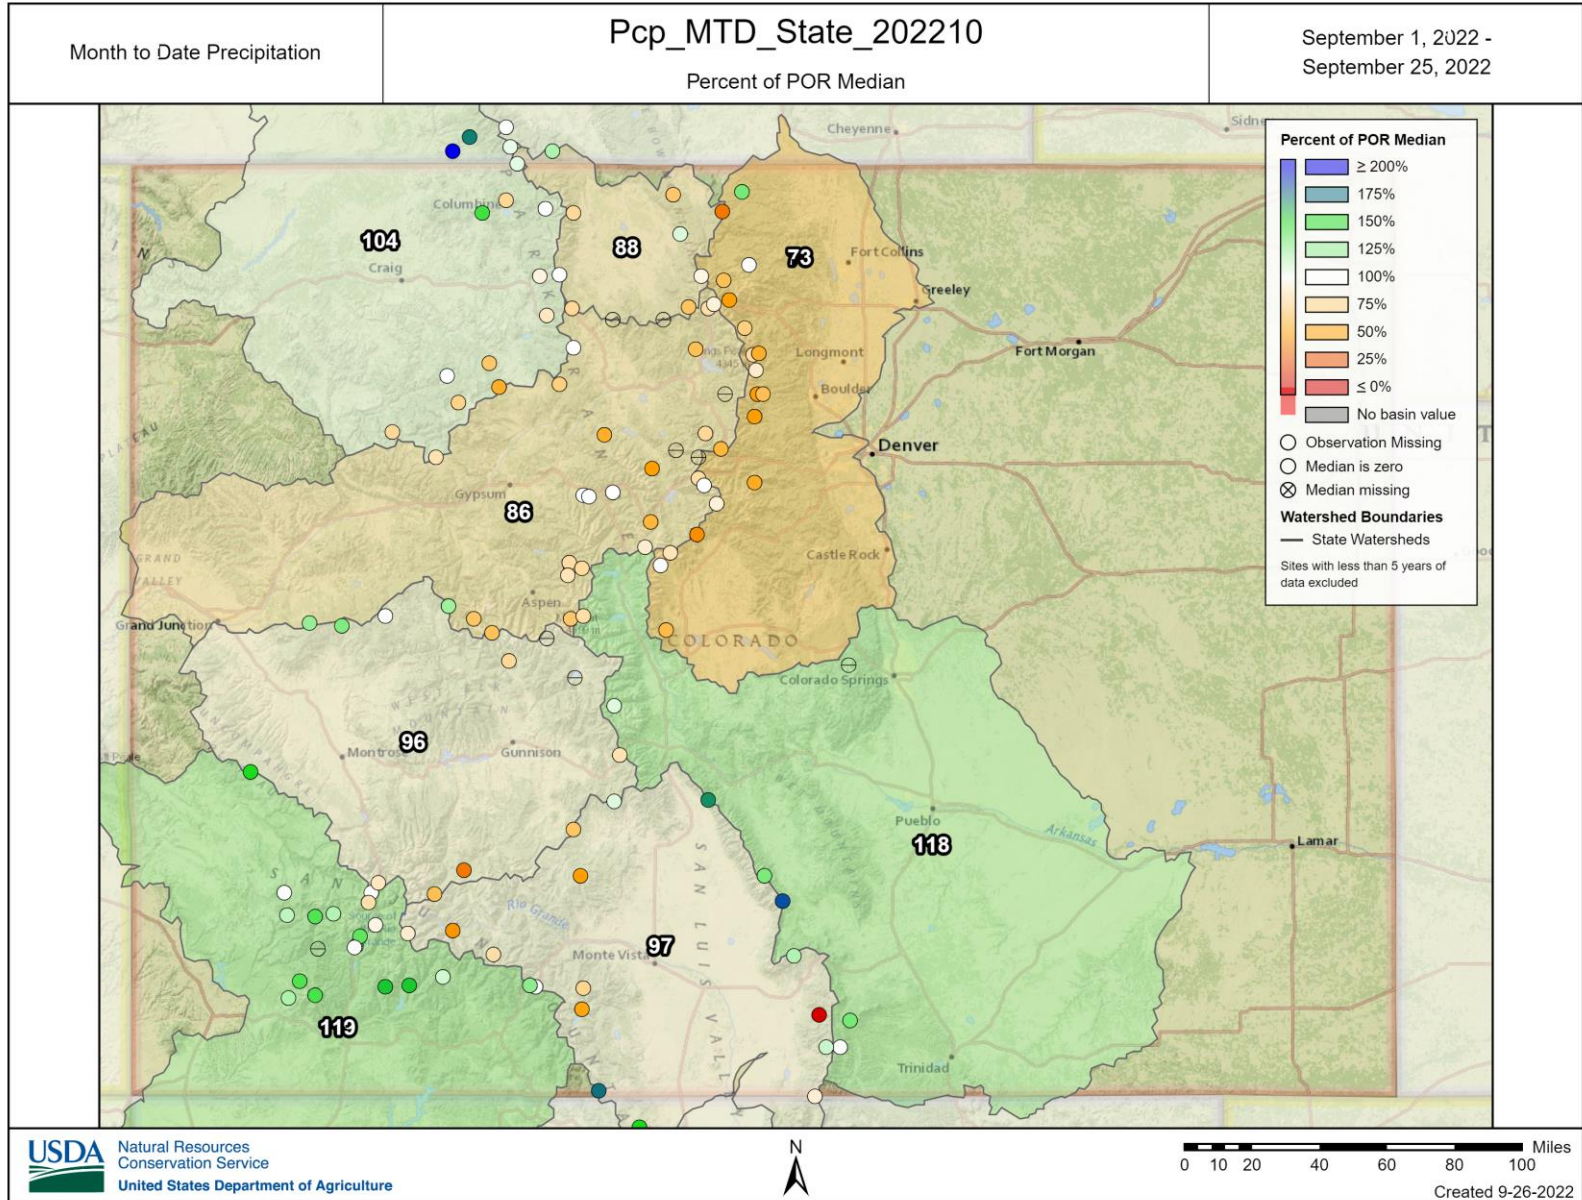 Month to Date Precipitation
Pcp_MTD_State_202210
Percent of POR Median
September 1, 2022 -
September 25, 2022
Cheyenne
Percent of POR Median
≥ 200%
175%
150%
125%
100%
75%
50%
25%
≤ 0%
No basin value
Observation Missing
Median is zero
Median missing
Watershed Boundaries
State Watersheds
Sites with less than 5 years of
data excluded
Columbine
104
88
73
Fort Collins
Craig
Greeley
Longmont
Fort Morgan
Boulder
PLATEAU
Denver
Gypsum
86
GRAND
VALLEY
Castle Rock
Aspen
Grand Junction
COLORADO
Colorado Springs
96
Montrose
Gunnison
Pueblo
Arkansas
118
Lamar
SAN
Rio Grande
97
Monte Vista
SAN LUIS VALLEY
119
Trinidad
USDA
Natural Resources
Conservation Service
United States Department of Agriculture
N
Miles
0 10 20 40 60 80 100
Created 9-26-2022